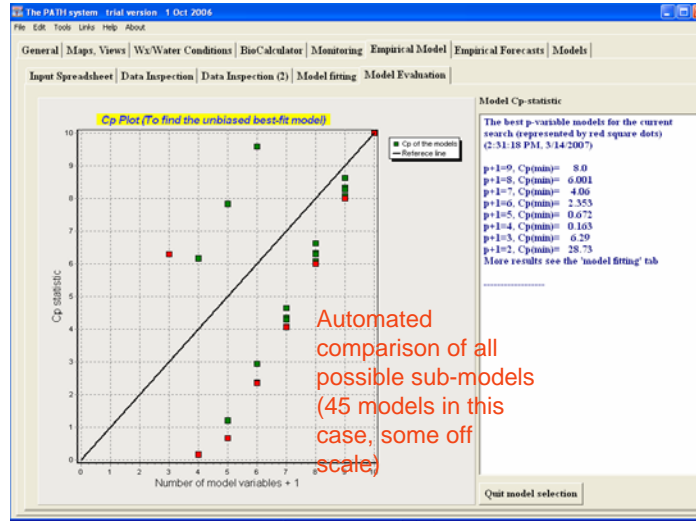 The PATH system trial version 1 Oct 2006
File Edit Tools Links Help About
General Maps, Views Wx/Water Conditions BioCalculator Monitoring Empirical Model Empirical Forecasts Models
Input Spreadsheet Data Inspection Data Inspection (2) Model fitting Model Evaluation
Cp Plot (To find the unbiased best-fit model)
Cp of the models
Referece line
10
9
8
7
6
5
4
3
2
1
0
Cp statistic
0 1 2 3 4 5 6 7 8 9 10
Number of model variables + 1
Automated
comparison of all
possible sub-models
(45 models in this
case, some off
scale)
Model Cp-statistic
The best p-variable models for the current
search (represented by red square dots)
(2:31:18 PM, 3/14/2007)
p+1=9, Cp(min)= 8.0
p+1=8, Cp(min)= 6.001
p+1=7, Cp(min)= 4.06
p+1=6, Cp(min)= 2.353
p+1=5, Cp(min)= 0.672
p+1=4, Cp(min)= 0.163
p+1=3, Cp(min)= 6.29
p+1=2, Cp(min)= 28.73
More results see the 'model fitting' tab
------------------
Quit model selection